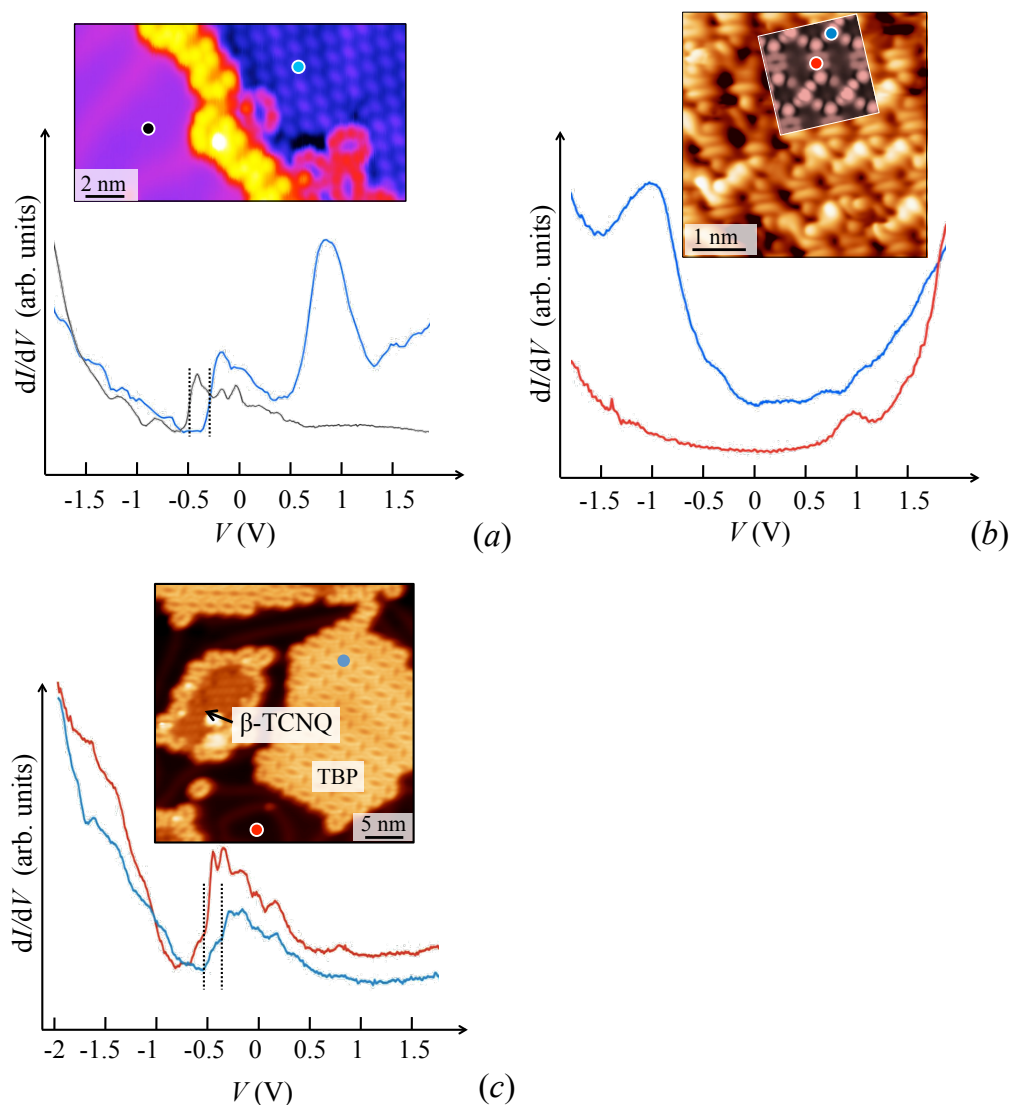 2 nm
dI/dV (arb. units)
-1.5 -1 -0.5 0 0.5 1 1.5
V (V)
(a)
1 nm
dI/dV (arb. units)
-1.5 -1 -0.5 0 0.5 1 1.5
V (V)
(b)
β-TCNQ
TBP
5 nm
dI/dV (arb. units)
-2 -1.5 -1 -0.5 0 0.5 1 1.5
V (V)
(c)